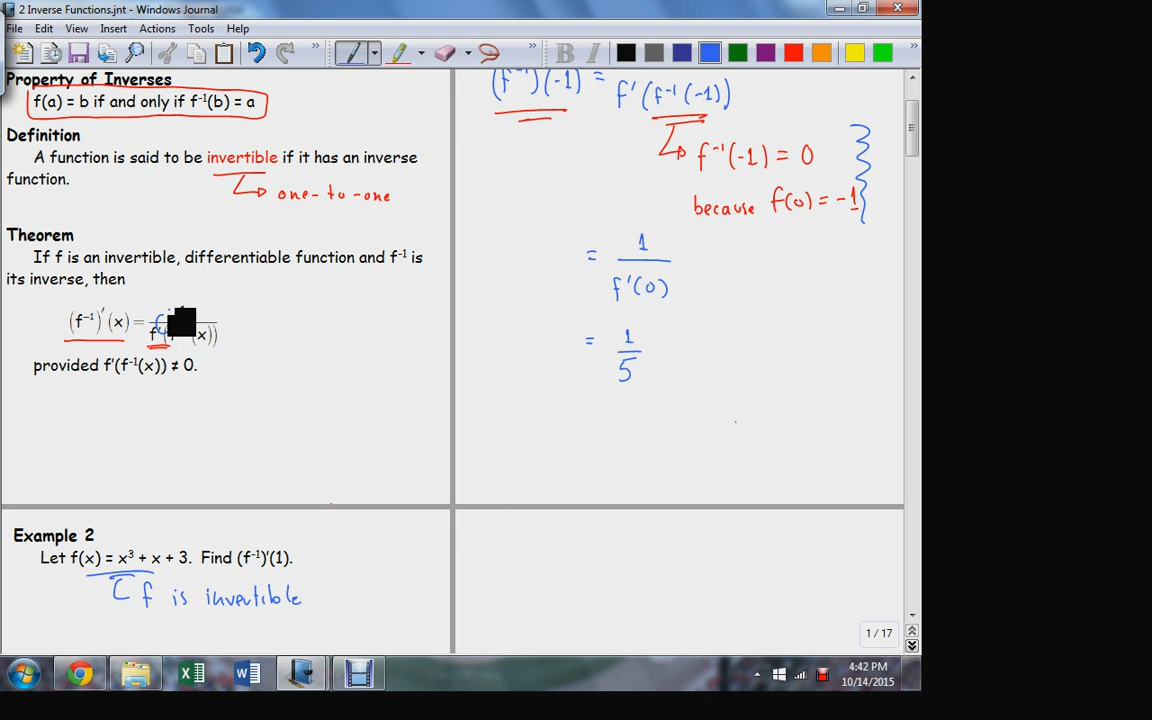 2 Inverse Functions.jnt - Windows Journal
File Edit View Insert Actions Tools Help
Property of Inverses
f(a) = b if and only if f⁻¹(b) = a
Definition
A function is said to be invertible if it has an inverse
function.
one-to-one
Theorem
If f is an invertible, differentiable function and f⁻¹ is
its inverse, then
(f⁻¹)′(x) =
x))
provided f′(f⁻¹(x)) ≠ 0.
Example 2
Let f(x) = x³ + x + 3. Find (f⁻¹)′(1).
f is invertible
(-1) =
f′(f⁻¹(-1))
f⁻¹(-1) = 0
because f(0) = -1
= 1
f′(0)
= 1
5
1 / 17
4:42 PM
10/14/2015